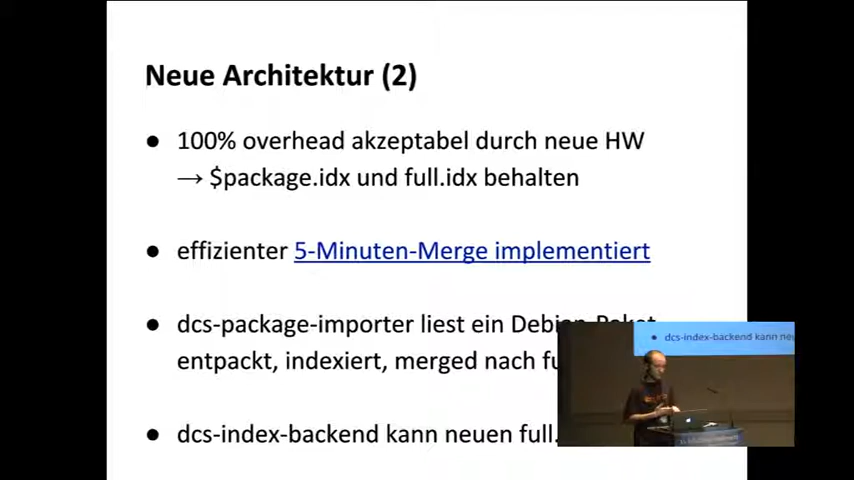 Neue Architektur (2)
● 100% overhead akzeptabel durch neue HW
→ $package.idx und full.idx behalten
● effizienter 5-Minuten-Merge implementiert
● dcs-package-importer liest ein Debian-Paket
entpackt, indexiert, merged nach fu
● dcs-index-backend kann neuen full.
● dcs-index-backend kann neu